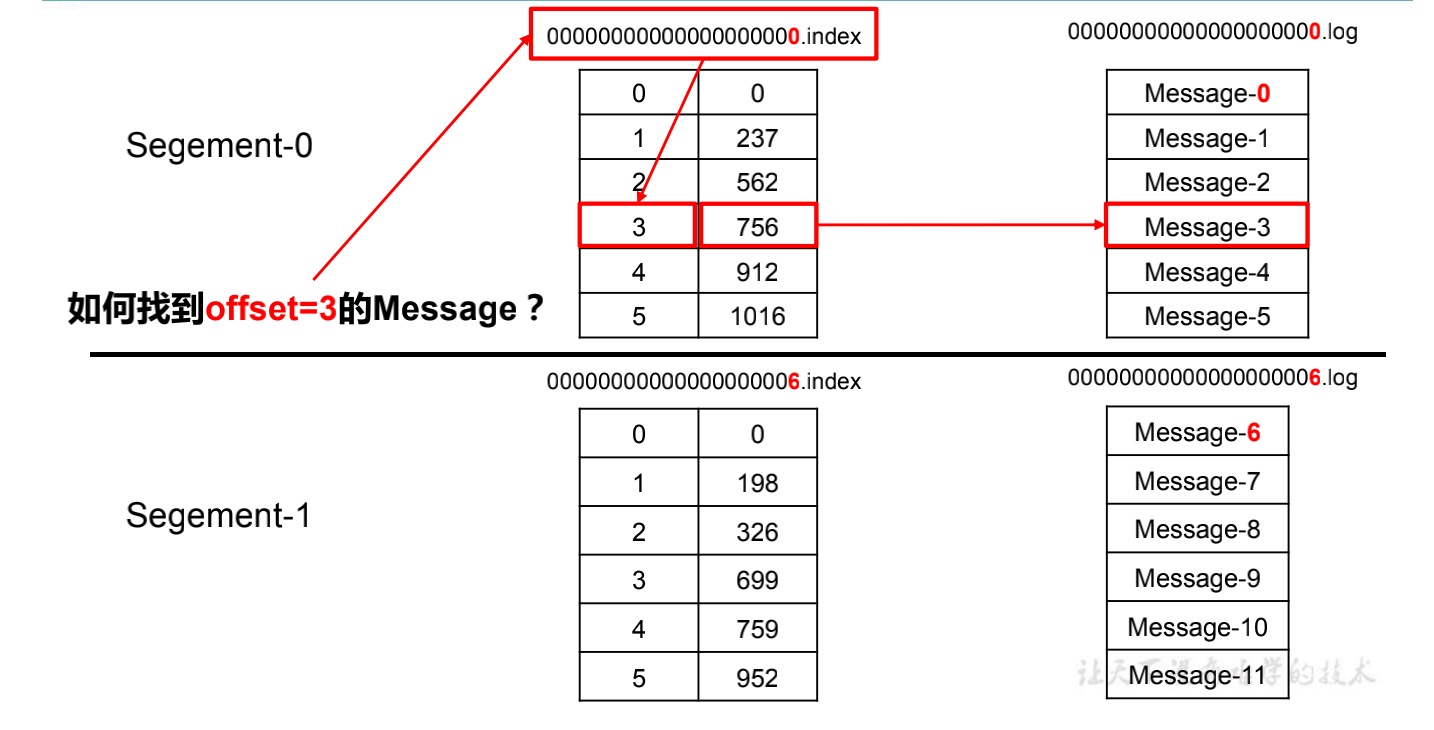 00000000000000000000.index
00000000000000000000.log
Segement-0
0 0
1 237
2 562
3 756
4 912
5 1016
Message-0
Message-1
Message-2
Message-3
Message-4
Message-5
如何找到offset=3的Message？
00000000000000000006.index
00000000000000000006.log
Segement-1
0 0
1 198
2 326
3 699
4 759
5 952
Message-6
Message-7
Message-8
Message-9
Message-10
Message-11
让天 学的技术